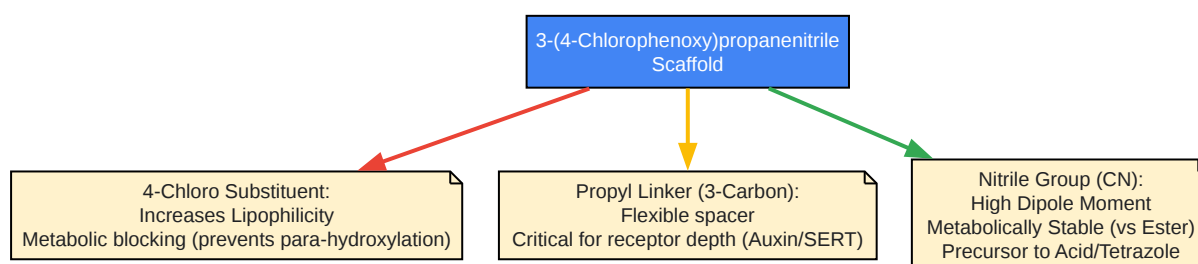 3-(4-Chlorophenoxy)propanenitrile
Scaffold
4-Chloro Substituent:
Increases Lipophilicity
Metabolic blocking (prevents para-hydroxylation)
Propyl Linker (3-Carbon):
Flexible spacer
Critical for receptor depth (Auxin/SERT)
Nitrile Group (CN):
High Dipole Moment
Metabolically Stable (vs Ester)
Precursor to Acid/Tetrazole